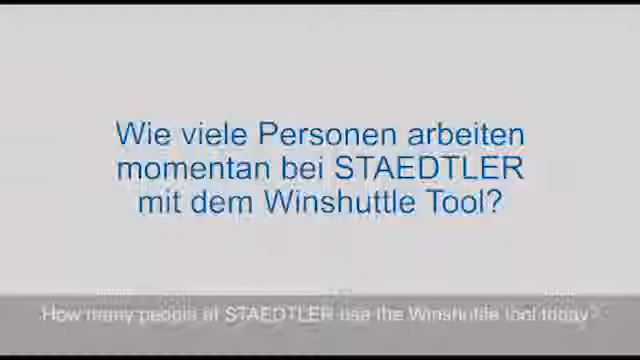 Wie viele Personen arbeiten
momentan bei STAEDTLER
mit dem Winshuttle Tool?
How many people at STAEDTLER use the Winshuttle tool today?